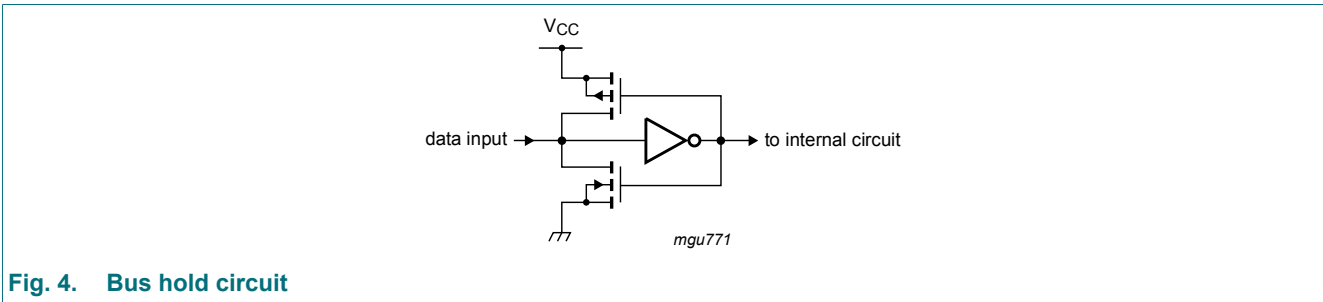 VCC
data input
to internal circuit
mgu771
Fig. 4. Bus hold circuit